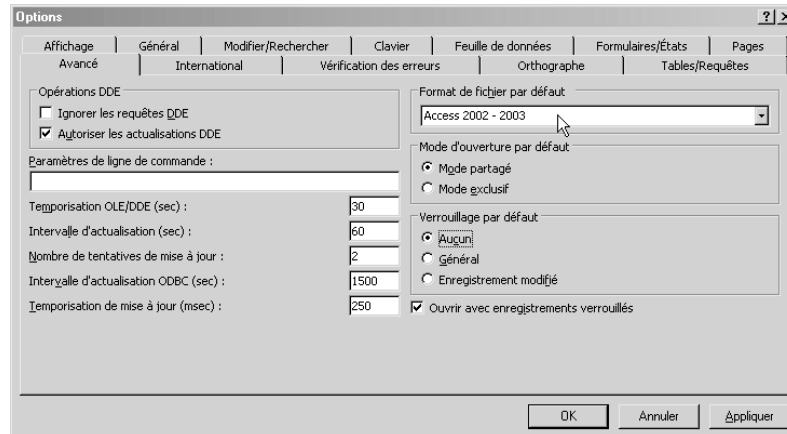 Options
Affichage Général Modifier/Rechercher Clavier Feuille de données Formulaires/États Pages
Avancé International Vérification des erreurs Orthographe Tables/Requêtes
Opérations DDE
Ignorer les requêtes DDE
Autoriser les actualisations DDE
Paramètres de ligne de commande :
Temporisation OLE/DDE (sec) : 30
Intervalle d'actualisation (sec) : 60
Nombre de tentatives de mise à jour : 2
Intervalle d'actualisation ODBC (sec) : 1500
Temporisation de mise à jour (msec) : 250
Format de fichier par défaut
Access 2002 - 2003
Mode d'ouverture par défaut
Mode partagé
Mode exclusif
Verrouillage par défaut
Aucun
Général
Enregistrement modifié
Ouvrir avec enregistrements verrouillés
OK Annuler Appliquer